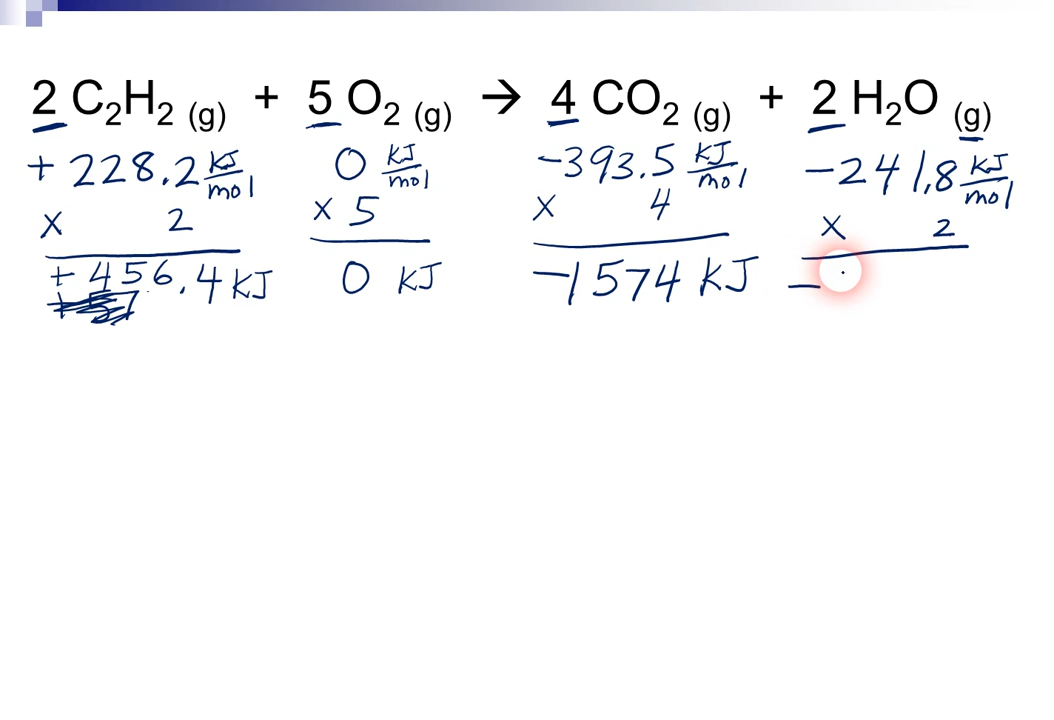 2 C₂H₂ (g) + 5 O₂ (g) → 4 CO₂ (g) + 2 H₂O (g)
+228.2 kJ/mol 0 kJ/mol -393.5 kJ/mol -241.8 kJ/mol
x 2 x 5 x 4 x 2
+456.4 kJ 0 kJ -1574 kJ -